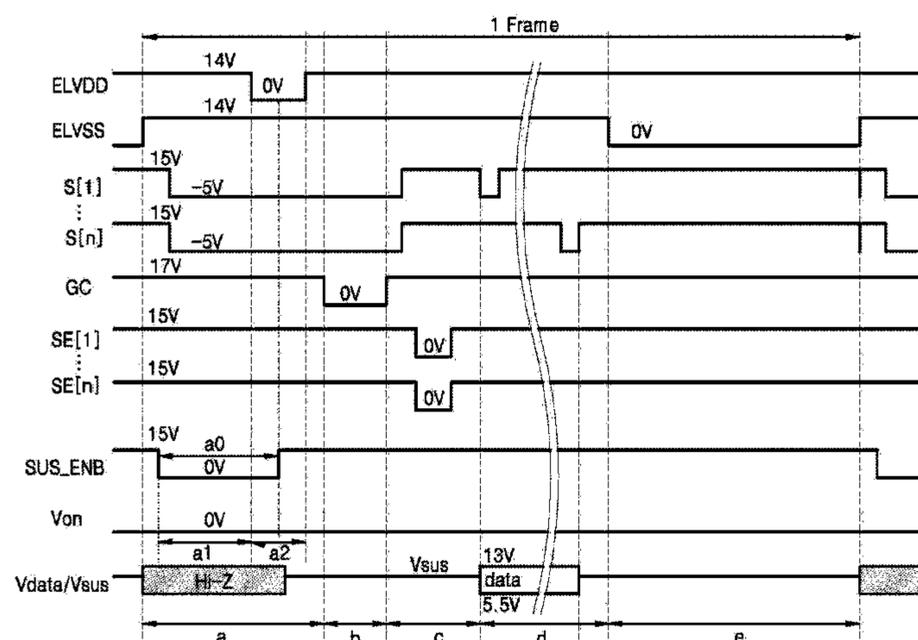 1 Frame
14V
ELVDD
0V
14V
ELVSS
0V
15V
S[1]
-5V
15V
S[n]
-5V
17V
GC
0V
15V
SE[1]
0V
15V
SE[n]
0V
15V
a0
SUS_ENB
0V
Von
0V
a1 a2
Vsus
13V
Vdata/Vsus
Hi-Z
data
5.5V
a b c d e